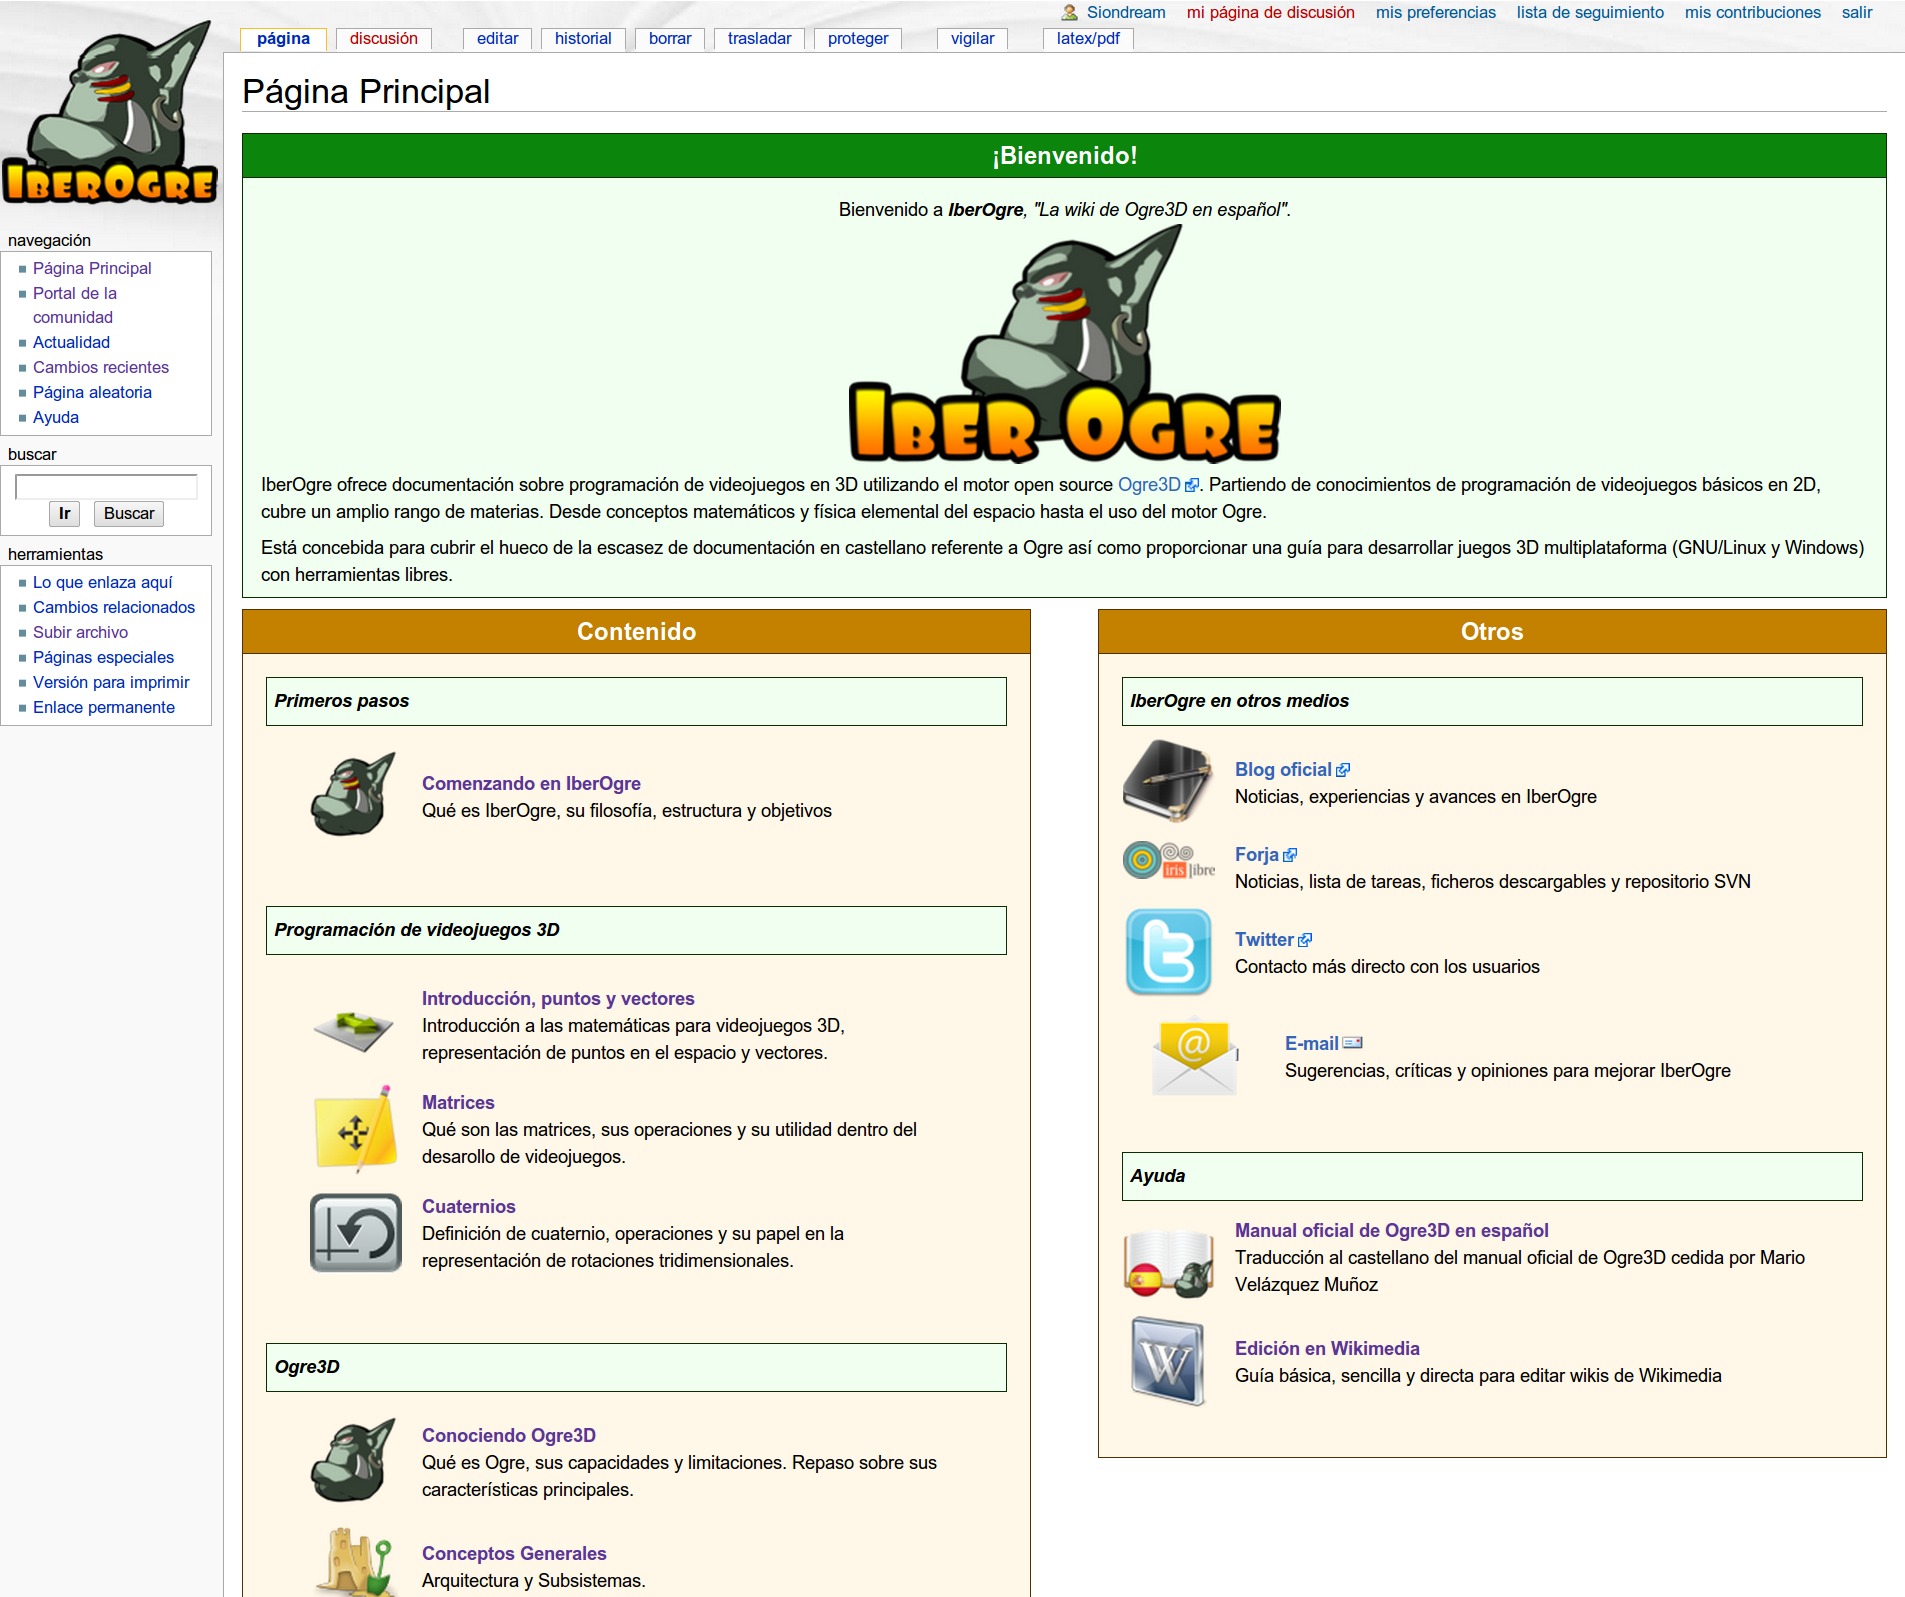 Siondream mi página de discusión mis preferencias lista de seguimiento mis contribuciones salir
página discusión editar historial borrar trasladar proteger vigilar latex/pdf
IBEROGRE
navegación
Página Principal
Portal de la
comunidad
Actualidad
Cambios recientes
Página aleatoria
Ayuda
buscar
Ir Buscar
herramientas
Lo que enlaza aquí
Cambios relacionados
Subir archivo
Páginas especiales
Versión para imprimir
Enlace permanente
Página Principal
¡Bienvenido!
Bienvenido a IberOgre, "La wiki de Ogre3D en español".
IBER OGRE
IberOgre ofrece documentación sobre programación de videojuegos en 3D utilizando el motor open source Ogre3D. Partiendo de conocimientos de programación de videojuegos básicos en 2D,
cubre un amplio rango de materias. Desde conceptos matemáticos y física elemental del espacio hasta el uso del motor Ogre.
Está concebida para cubrir el hueco de la escasez de documentación en castellano referente a Ogre así como proporcionar una guía para desarrollar juegos 3D multiplataforma (GNU/Linux y Windows)
con herramientas libres.
Contenido
Primeros pasos
Comenzando en IberOgre
Qué es IberOgre, su filosofía, estructura y objetivos
Programación de videojuegos 3D
Introducción, puntos y vectores
Introducción a las matemáticas para videojuegos 3D,
representación de puntos en el espacio y vectores.
Matrices
Qué son las matrices, sus operaciones y su utilidad dentro del
desarollo de videojuegos.
Cuaternios
Definición de cuaternio, operaciones y su papel en la
representación de rotaciones tridimensionales.
Ogre3D
Conociendo Ogre3D
Qué es Ogre, sus capacidades y limitaciones. Repaso sobre sus
características principales.
Conceptos Generales
Arquitectura y Subsistemas.
Otros
IberOgre en otros medios
Blog oficial
Noticias, experiencias y avances en IberOgre
iris libre
Forja
Noticias, lista de tareas, ficheros descargables y repositorio SVN
t
Twitter
Contacto más directo con los usuarios
@
E-mail
Sugerencias, críticas y opiniones para mejorar IberOgre
Ayuda
Manual oficial de Ogre3D en español
Traducción al castellano del manual oficial de Ogre3D cedida por Mario
Velázquez Muñoz
W
Edición en Wikimedia
Guía básica, sencilla y directa para editar wikis de Wikimedia